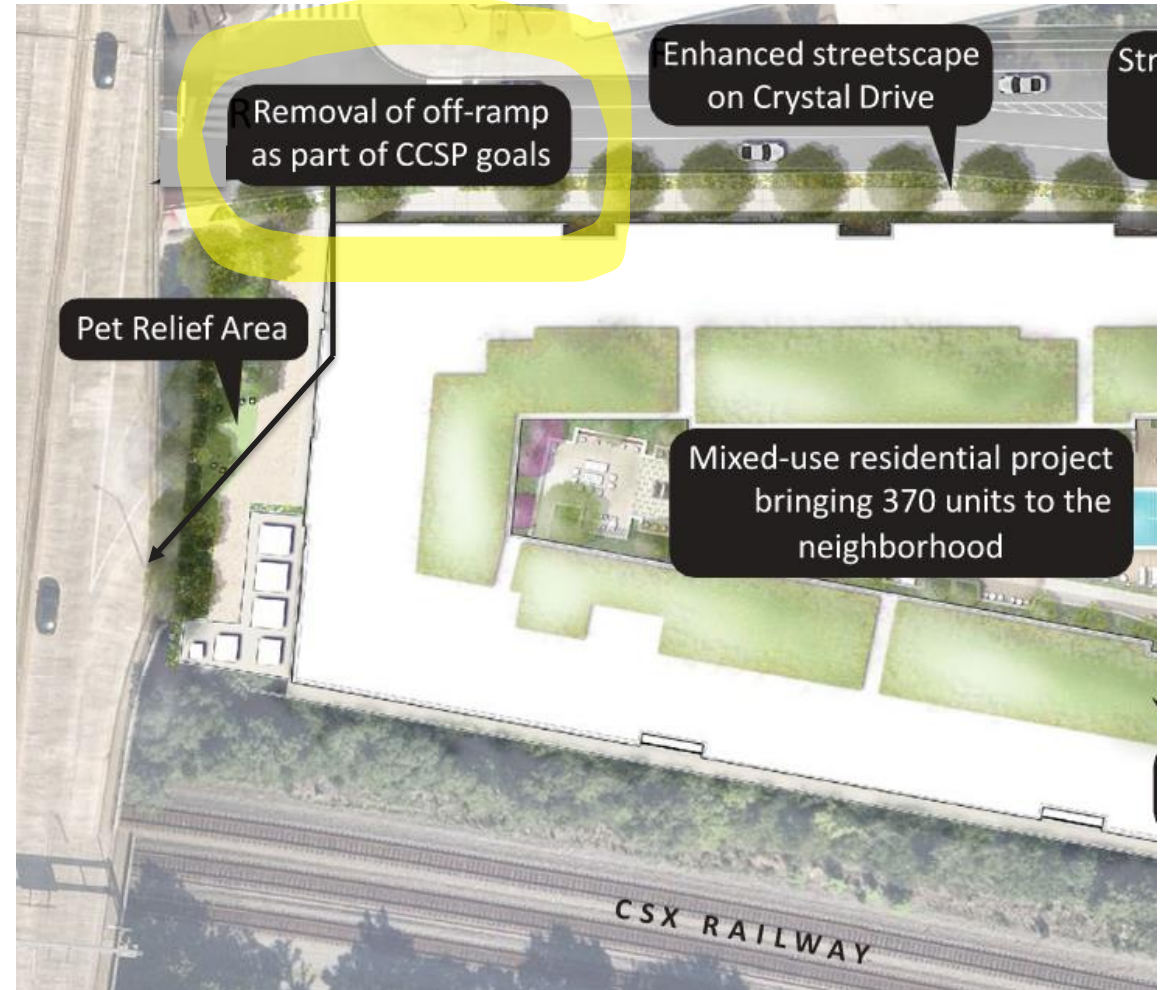 Removal of off-ramp
as part of CCSP goals
Enhanced streetscape
on Crystal Drive
Str
Pet Relief Area
Mixed-use residential project
bringing 370 units to the
neighborhood
CSX RAILWAY